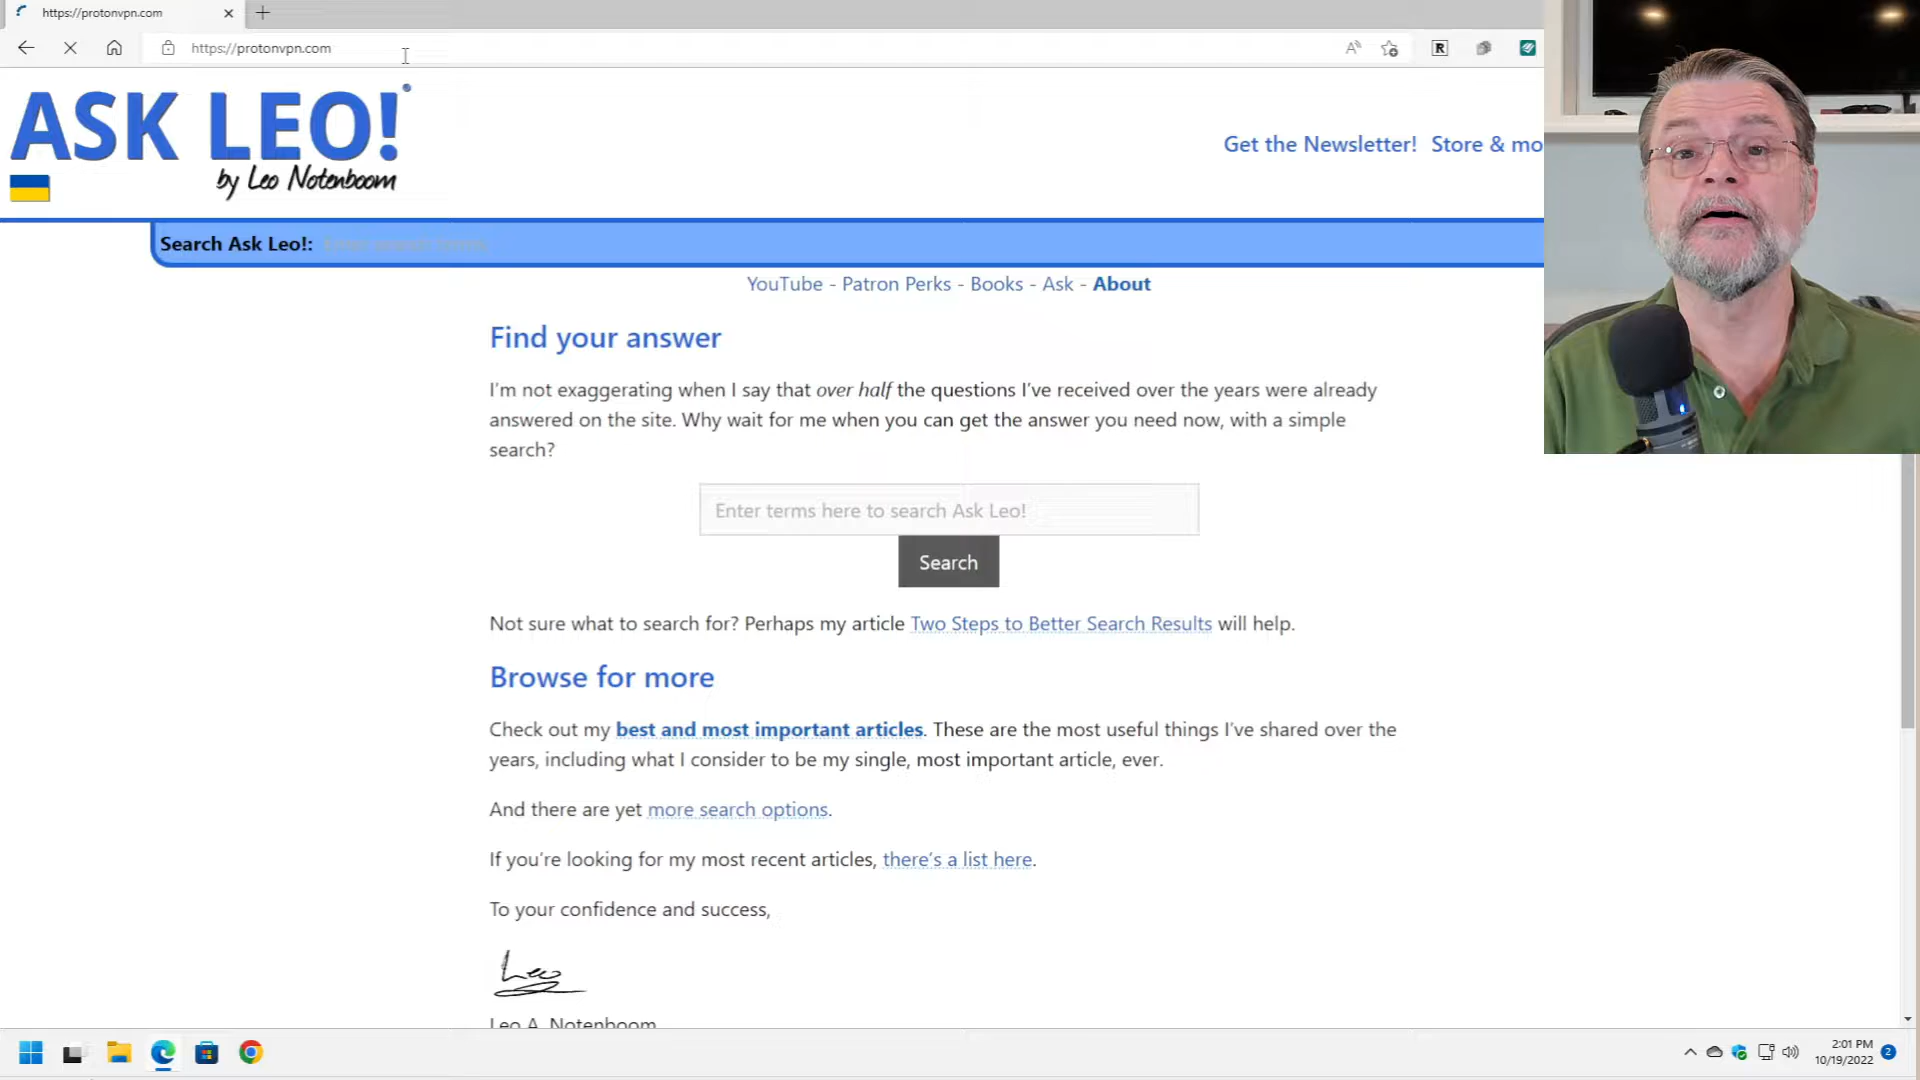 https://protonvpn.com
https://protonvpn.com
R
ASK LEO!
by Leo Notenboom
Get the Newsletter! Store & mo
Search Ask Leo!:
YouTube - Patron Perks - Books - Ask - About
Find your answer
I'm not exaggerating when I say that over half the questions I've received over the years were already
answered on the site. Why wait for me when you can get the answer you need now, with a simple
search?
Enter terms here to search Ask Leo!
Search
Not sure what to search for? Perhaps my article Two Steps to Better Search Results will help.
Browse for more
Check out my best and most important articles. These are the most useful things I've shared over the
years, including what I consider to be my single, most important article, ever.
And there are yet more search options.
If you're looking for my most recent articles, there's a list here.
To your confidence and success,
Leo
Leo A. Notenboom
2:01 PM
10/19/2022
2